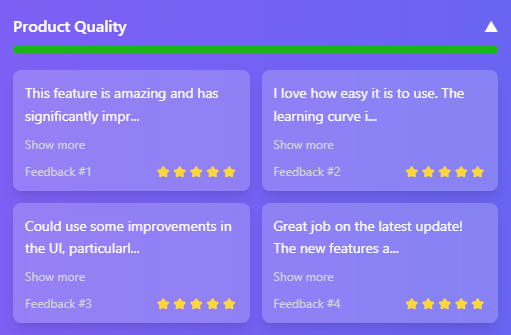 Product Quality
This feature is amazing and has
significantly impr...
Show more
Feedback #1
I love how easy it is to use. The
learning curve i...
Show more
Feedback #2
Could use some improvements in
the UI, particularl...
Show more
Feedback #3
Great job on the latest update!
The new features a...
Show more
Feedback #4